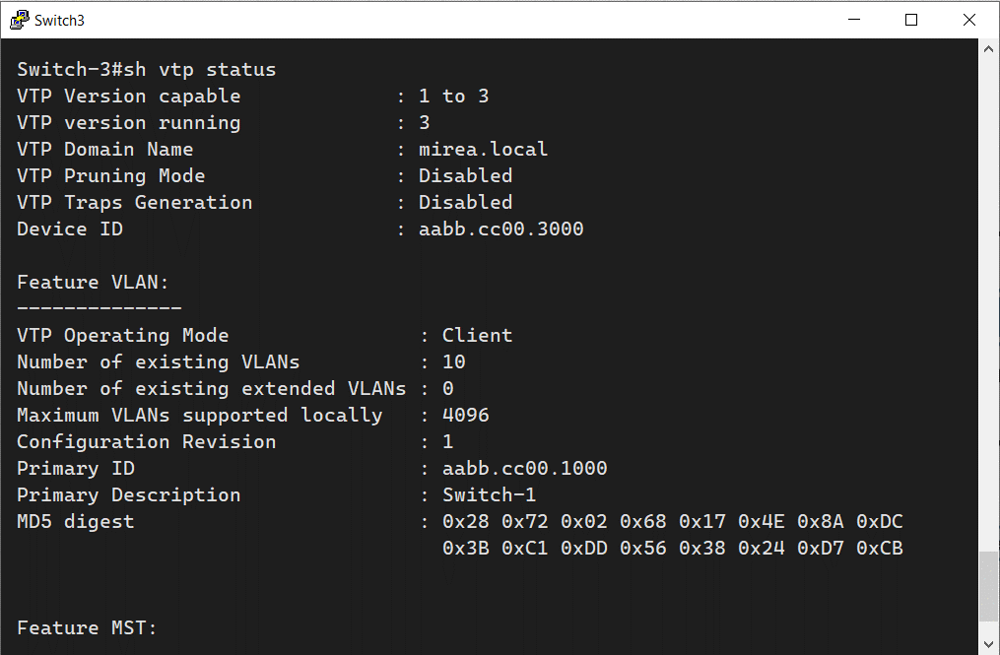 Switch3
Switch-3#sh vtp status
VTP Version capable : 1 to 3
VTP version running : 3
VTP Domain Name : mirea.local
VTP Pruning Mode : Disabled
VTP Traps Generation : Disabled
Device ID : aabb.cc00.3000
Feature VLAN:
--------------
VTP Operating Mode : Client
Number of existing VLANs : 10
Number of existing extended VLANs : 0
Maximum VLANs supported locally : 4096
Configuration Revision : 1
Primary ID : aabb.cc00.1000
Primary Description : Switch-1
MD5 digest : 0x28 0x72 0x02 0x68 0x17 0x4E 0x8A 0xDC
0x3B 0xC1 0xDD 0x56 0x38 0x24 0xD7 0xCB
Feature MST: